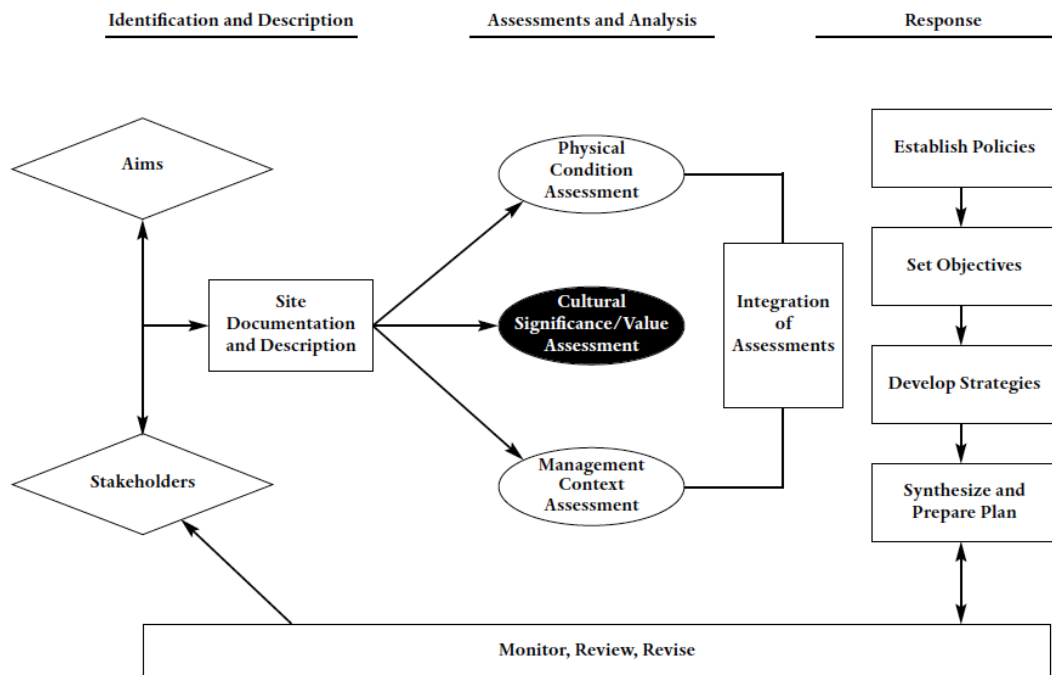 Identification and Description
Assessments and Analysis
Response
Aims
Site
Documentation
and Description
Stakeholders
Physical
Condition
Assessment
Cultural
Significance/Value
Assessment
Management
Context
Assessment
Integration
of
Assessments
Establish Policies
Set Objectives
Develop Strategies
Synthesize and
Prepare Plan
Monitor, Review, Revise